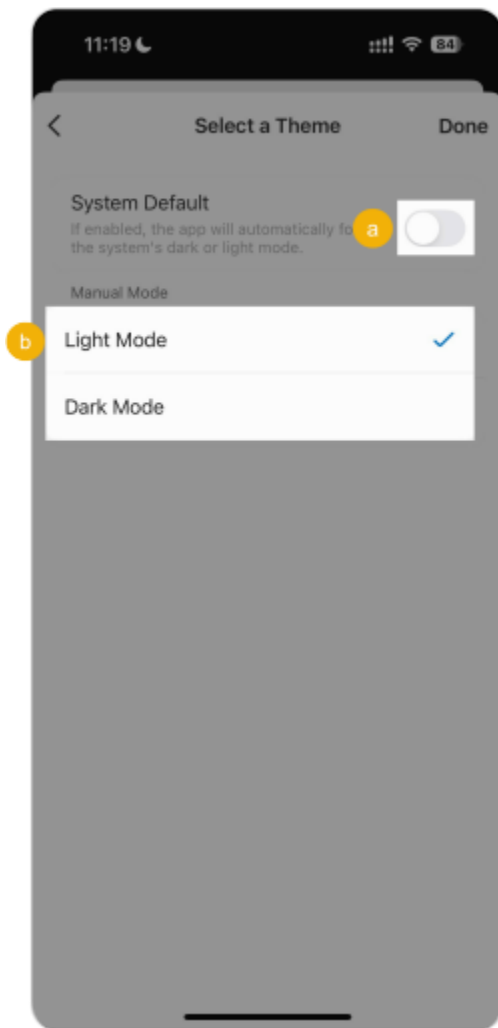 11:19
84
Select a Theme
Done
System Default
If enabled, the app will automatically fo
a
the system's dark or light mode.
Manual Mode
b
Light Mode
Dark Mode